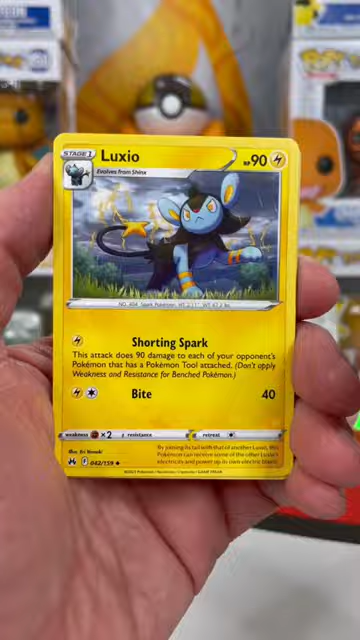 STAGE 1
Luxio
HP 90
Evolves from Shinx
NO. 404 Spark Pokémon HT: 2'11" WT: 67.2 lbs.
Shorting Spark
This attack does 90 damage to each of your opponent's
Pokémon that has a Pokémon Tool attached. (Don't apply
Weakness and Resistance for Benched Pokémon.)
Bite 40
weakness ×2 resistance retreat
042/159
By joining its tail with that of another Luxio, this
Pokémon can receive some of the other Luxio's
electricity and power up its own electric blasts.